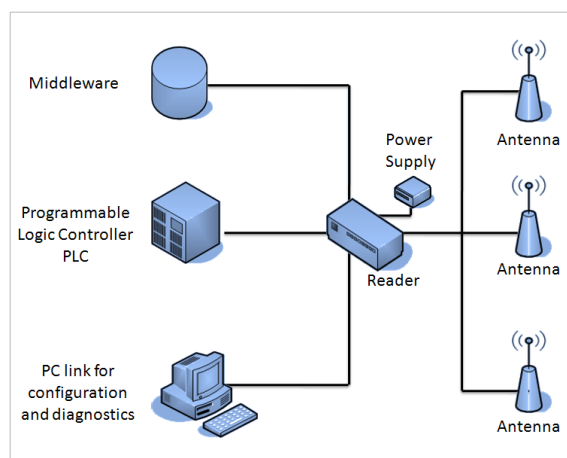 Middleware
Power
Supply
Antenna
Programmable
Logic Controller
PLC
Reader
Antenna
PC link for
configuration
and diagnostics
Antenna